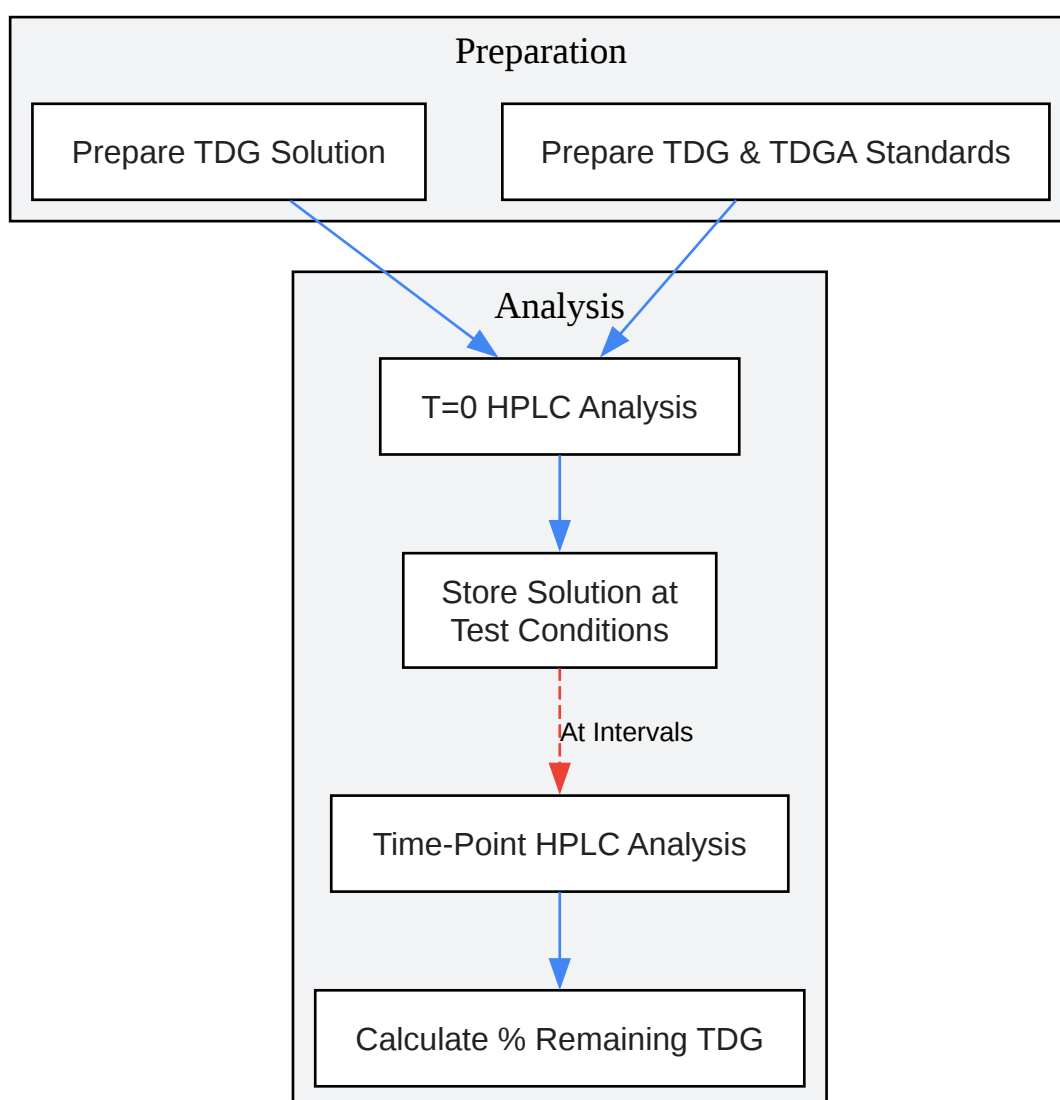 Preparation
Prepare TDG Solution
Prepare TDG & TDGA Standards
Analysis
T=0 HPLC Analysis
Store Solution at
Test Conditions
At Intervals
Time-Point HPLC Analysis
Calculate % Remaining TDG